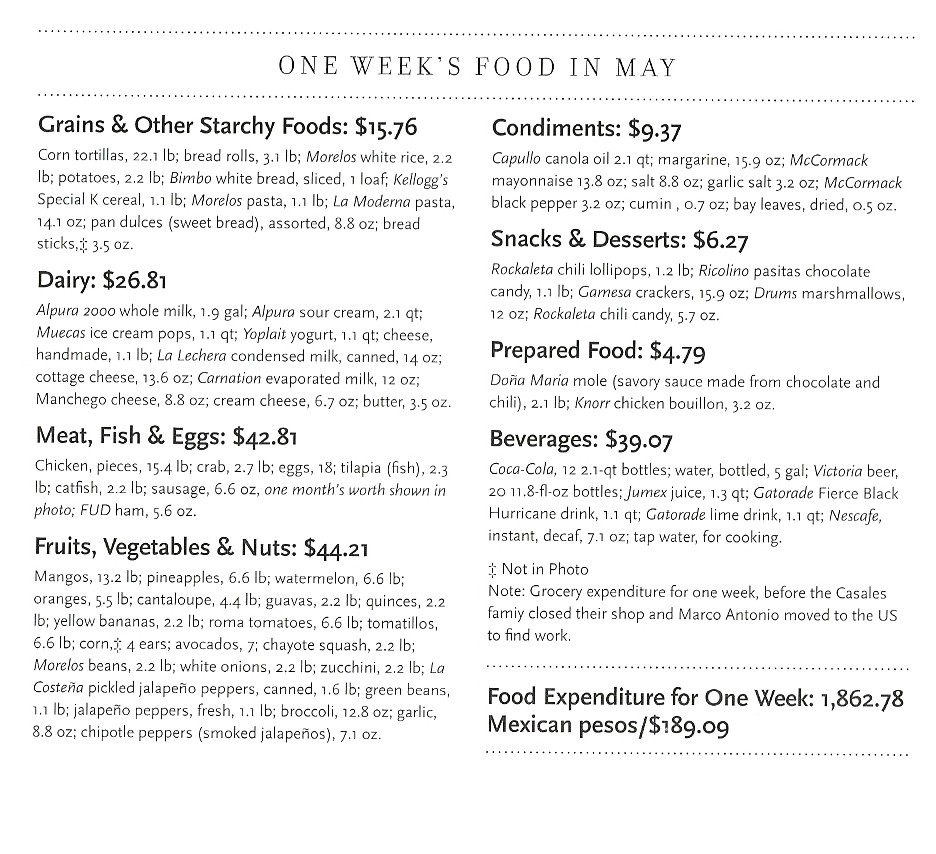 ONE WEEK'S FOOD IN MAY
Grains & Other Starchy Foods: $15.76
Corn tortillas, 22.1 lb; bread rolls, 3.1 lb; Morelos white rice, 2.2
lb; potatoes, 2.2 lb; Bimbo white bread, sliced, 1 loaf; Kellogg's
Special K cereal, 1.1 lb; Morelos pasta, 1.1 lb; La Moderna pasta,
14.1 oz; pan dulces (sweet bread), assorted, 8.8 oz; bread
sticks,‡ 3.5 oz.
Dairy: $26.81
Alpura 2000 whole milk, 1.9 gal; Alpura sour cream, 2.1 qt;
Muecas ice cream pops, 1.1 qt; Yoplait yogurt, 1.1 qt; cheese,
handmade, 1.1 lb; La Lechera condensed milk, canned, 14 oz;
cottage cheese, 13.6 oz; Carnation evaporated milk, 12 oz;
Manchego cheese, 8.8 oz; cream cheese, 6.7 oz; butter, 3.5 oz.
Meat, Fish & Eggs: $42.81
Chicken, pieces, 15.4 lb; crab, 2.7 lb; eggs, 18; tilapia (fish), 2.3
lb; catfish, 2.2 lb; sausage, 6.6 oz, one month's worth shown in
photo; FUD ham, 5.6 oz.
Fruits, Vegetables & Nuts: $44.21
Mangos, 13.2 lb; pineapples, 6.6 lb; watermelon, 6.6 lb;
oranges, 5.5 lb; cantaloupe, 4.4 lb; guavas, 2.2 lb; quinces, 2.2
lb; yellow bananas, 2.2 lb; roma tomatoes, 6.6 lb; tomatillos,
6.6 lb; corn,‡ 4 ears; avocados, 7; chayote squash, 2.2 lb;
Morelos beans, 2.2 lb; white onions, 2.2 lb; zucchini, 2.2 lb; La
Costeña pickled jalapeño peppers, canned, 1.6 lb; green beans,
1.1 lb; jalapeño peppers, fresh, 1.1 lb; broccoli, 12.8 oz; garlic,
8.8 oz; chipotle peppers (smoked jalapeños), 7.1 oz.
Condiments: $9.37
Capullo canola oil 2.1 qt; margarine, 15.9 oz; McCormack
mayonnaise 13.8 oz; salt 8.8 oz; garlic salt 3.2 oz; McCormack
black pepper 3.2 oz; cumin , 0.7 oz; bay leaves, dried, 0.5 oz.
Snacks & Desserts: $6.27
Rockaleta chili lollipops, 1.2 lb; Ricolino pasitas chocolate
candy, 1.1 lb; Gamesa crackers, 15.9 oz; Drums marshmallows,
12 oz; Rockaleta chili candy, 5.7 oz.
Prepared Food: $4.79
Doña Maria mole (savory sauce made from chocolate and
chili), 2.1 lb; Knorr chicken bouillon, 3.2 oz.
Beverages: $39.07
Coca-Cola, 12 2.1-qt bottles; water, bottled, 5 gal; Victoria beer,
20 11.8-fl-oz bottles; Jumex juice, 1.3 qt; Gatorade Fierce Black
Hurricane drink, 1.1 qt; Gatorade lime drink, 1.1 qt; Nescafe,
instant, decaf, 7.1 oz; tap water, for cooking.
‡ Not in Photo
Note: Grocery expenditure for one week, before the Casales
famiy closed their shop and Marco Antonio moved to the US
to find work.
Food Expenditure for One Week: 1,862.78
Mexican pesos/$189.09